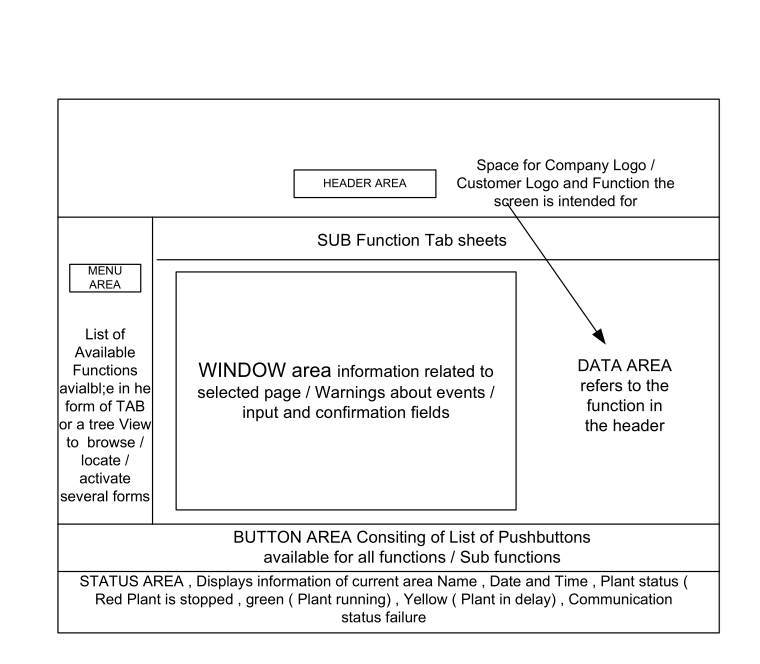 HEADER AREA
Space for Company Logo /
Customer Logo and Function the
screen is intended for
SUB Function Tab sheets
MENU
AREA
List of
Available
Functions
avialbl;e in he
form of TAB
or a tree View
to browse /
locate /
activate
several forms
WINDOW area information related to
selected page / Warnings about events /
input and confirmation fields
DATA AREA
refers to the
function in
the header
BUTTON AREA Consiting of List of Pushbuttons
available for all functions / Sub functions
STATUS AREA , Displays information of current area Name , Date and Time , Plant status (
Red Plant is stopped , green ( Plant running) , Yellow ( Plant in delay) , Communication
status failure